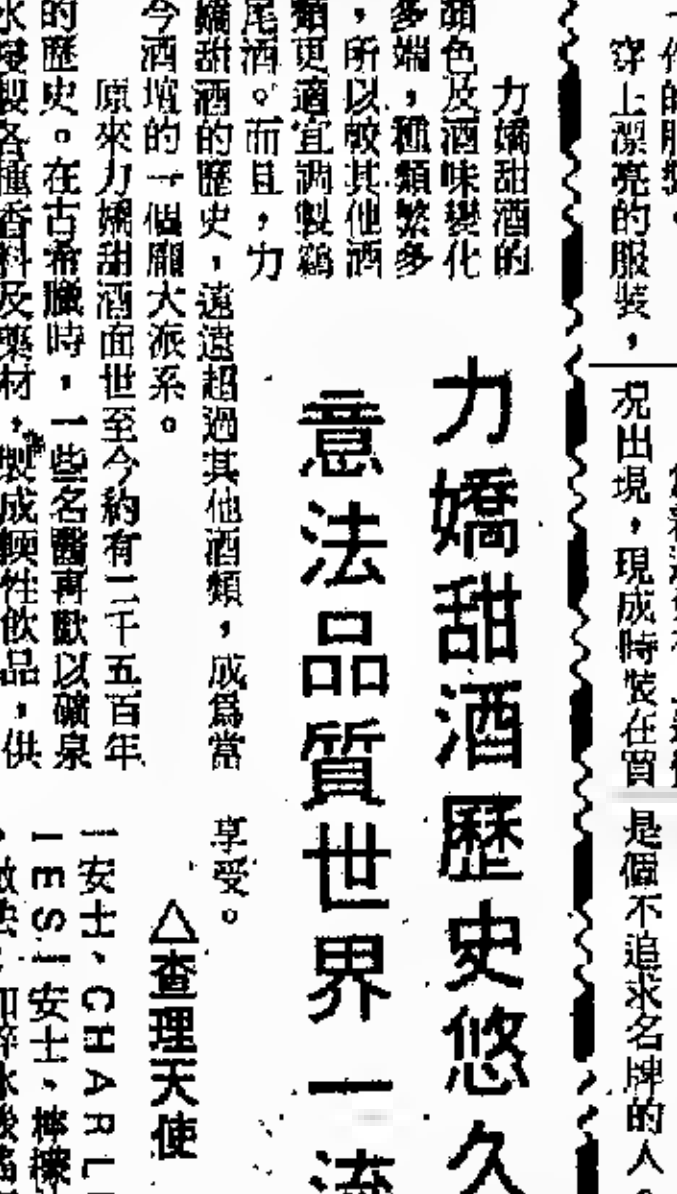 穿上漂亮的服裝，
況出現，現成時裝在買
是個不追求名牌的人
力嬌甜酒歷史悠久
意法品質世界一流
力嬌甜酒的
顏色及酒味變化
多端，種類繁多
，所以較其他酒
類更適宜調製鷄
尾酒。而且，力
嬌甜酒的歷史，遠遠超過其他酒類，成爲當
今酒壇的一個龐大派系。
原來力嬌甜酒面世至今約有二千五百年
的歷史。在古希臘時，一些名醫再歡以礦泉
水浸製各種香料及藥材，製成煩性飲品，供
享受。
△查理天使
安士、CHARL
IES 安士、檸檬